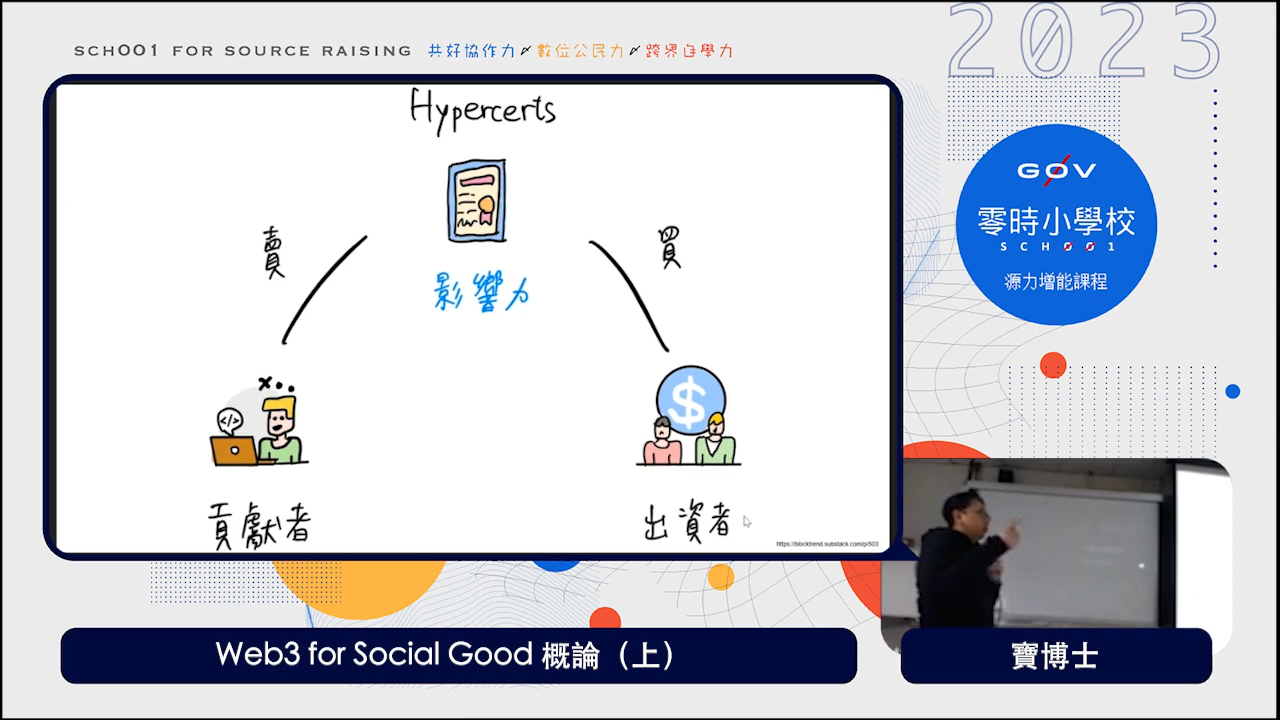 2023
SCH001 FOR SOURCE RAISING 共好協作力 數位公民力 跨界自學力
Hypercerts
賣
買
影響力
</>
$
貢獻者
出資者
https://blocktrend.substack.com/p/503
G0V
零時小學校
SCH001
源力增能課程
Web3 for Social Good 概論（上）
寶博士